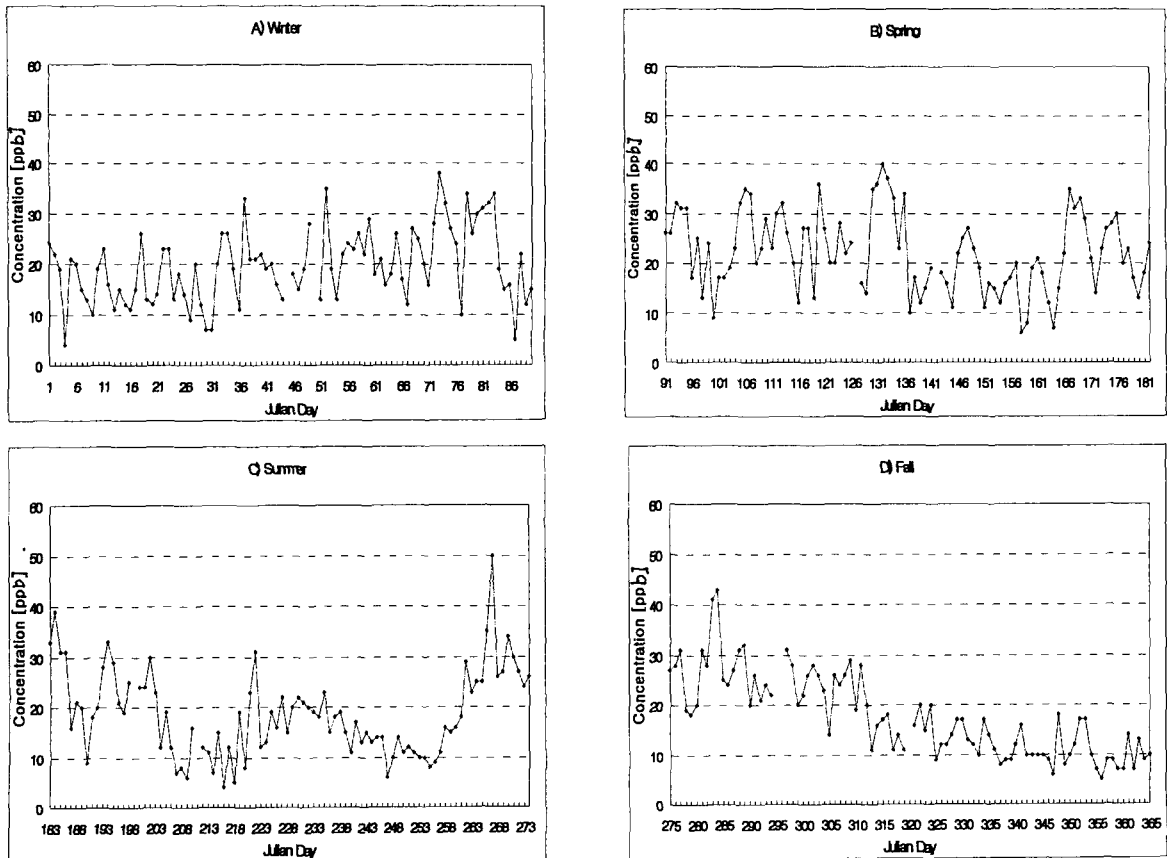 A) Winter
Concentration [ppb]
60
50
40
30
20
10
0
1 6 11 16 21 26 31 36 41 46 51 56 61 66 71 76 81 86
Julian Day
B) Spring
Concentration [ppb]
60
50
40
30
20
10
0
91 96 101 106 111 116 121 126 131 136 141 146 151 156 161 166 171 176 181
Julian Day
C) Summer
Concentration [ppb]
60
50
40
30
20
10
0
183 188 193 198 203 208 213 218 223 228 233 238 243 248 253 258 263 268 273
Julian Day
D) Fall
Concentration [ppb]
60
50
40
30
20
10
0
275 280 285 290 295 300 305 310 315 320 325 330 335 340 345 350 355 360 365
Julian Day